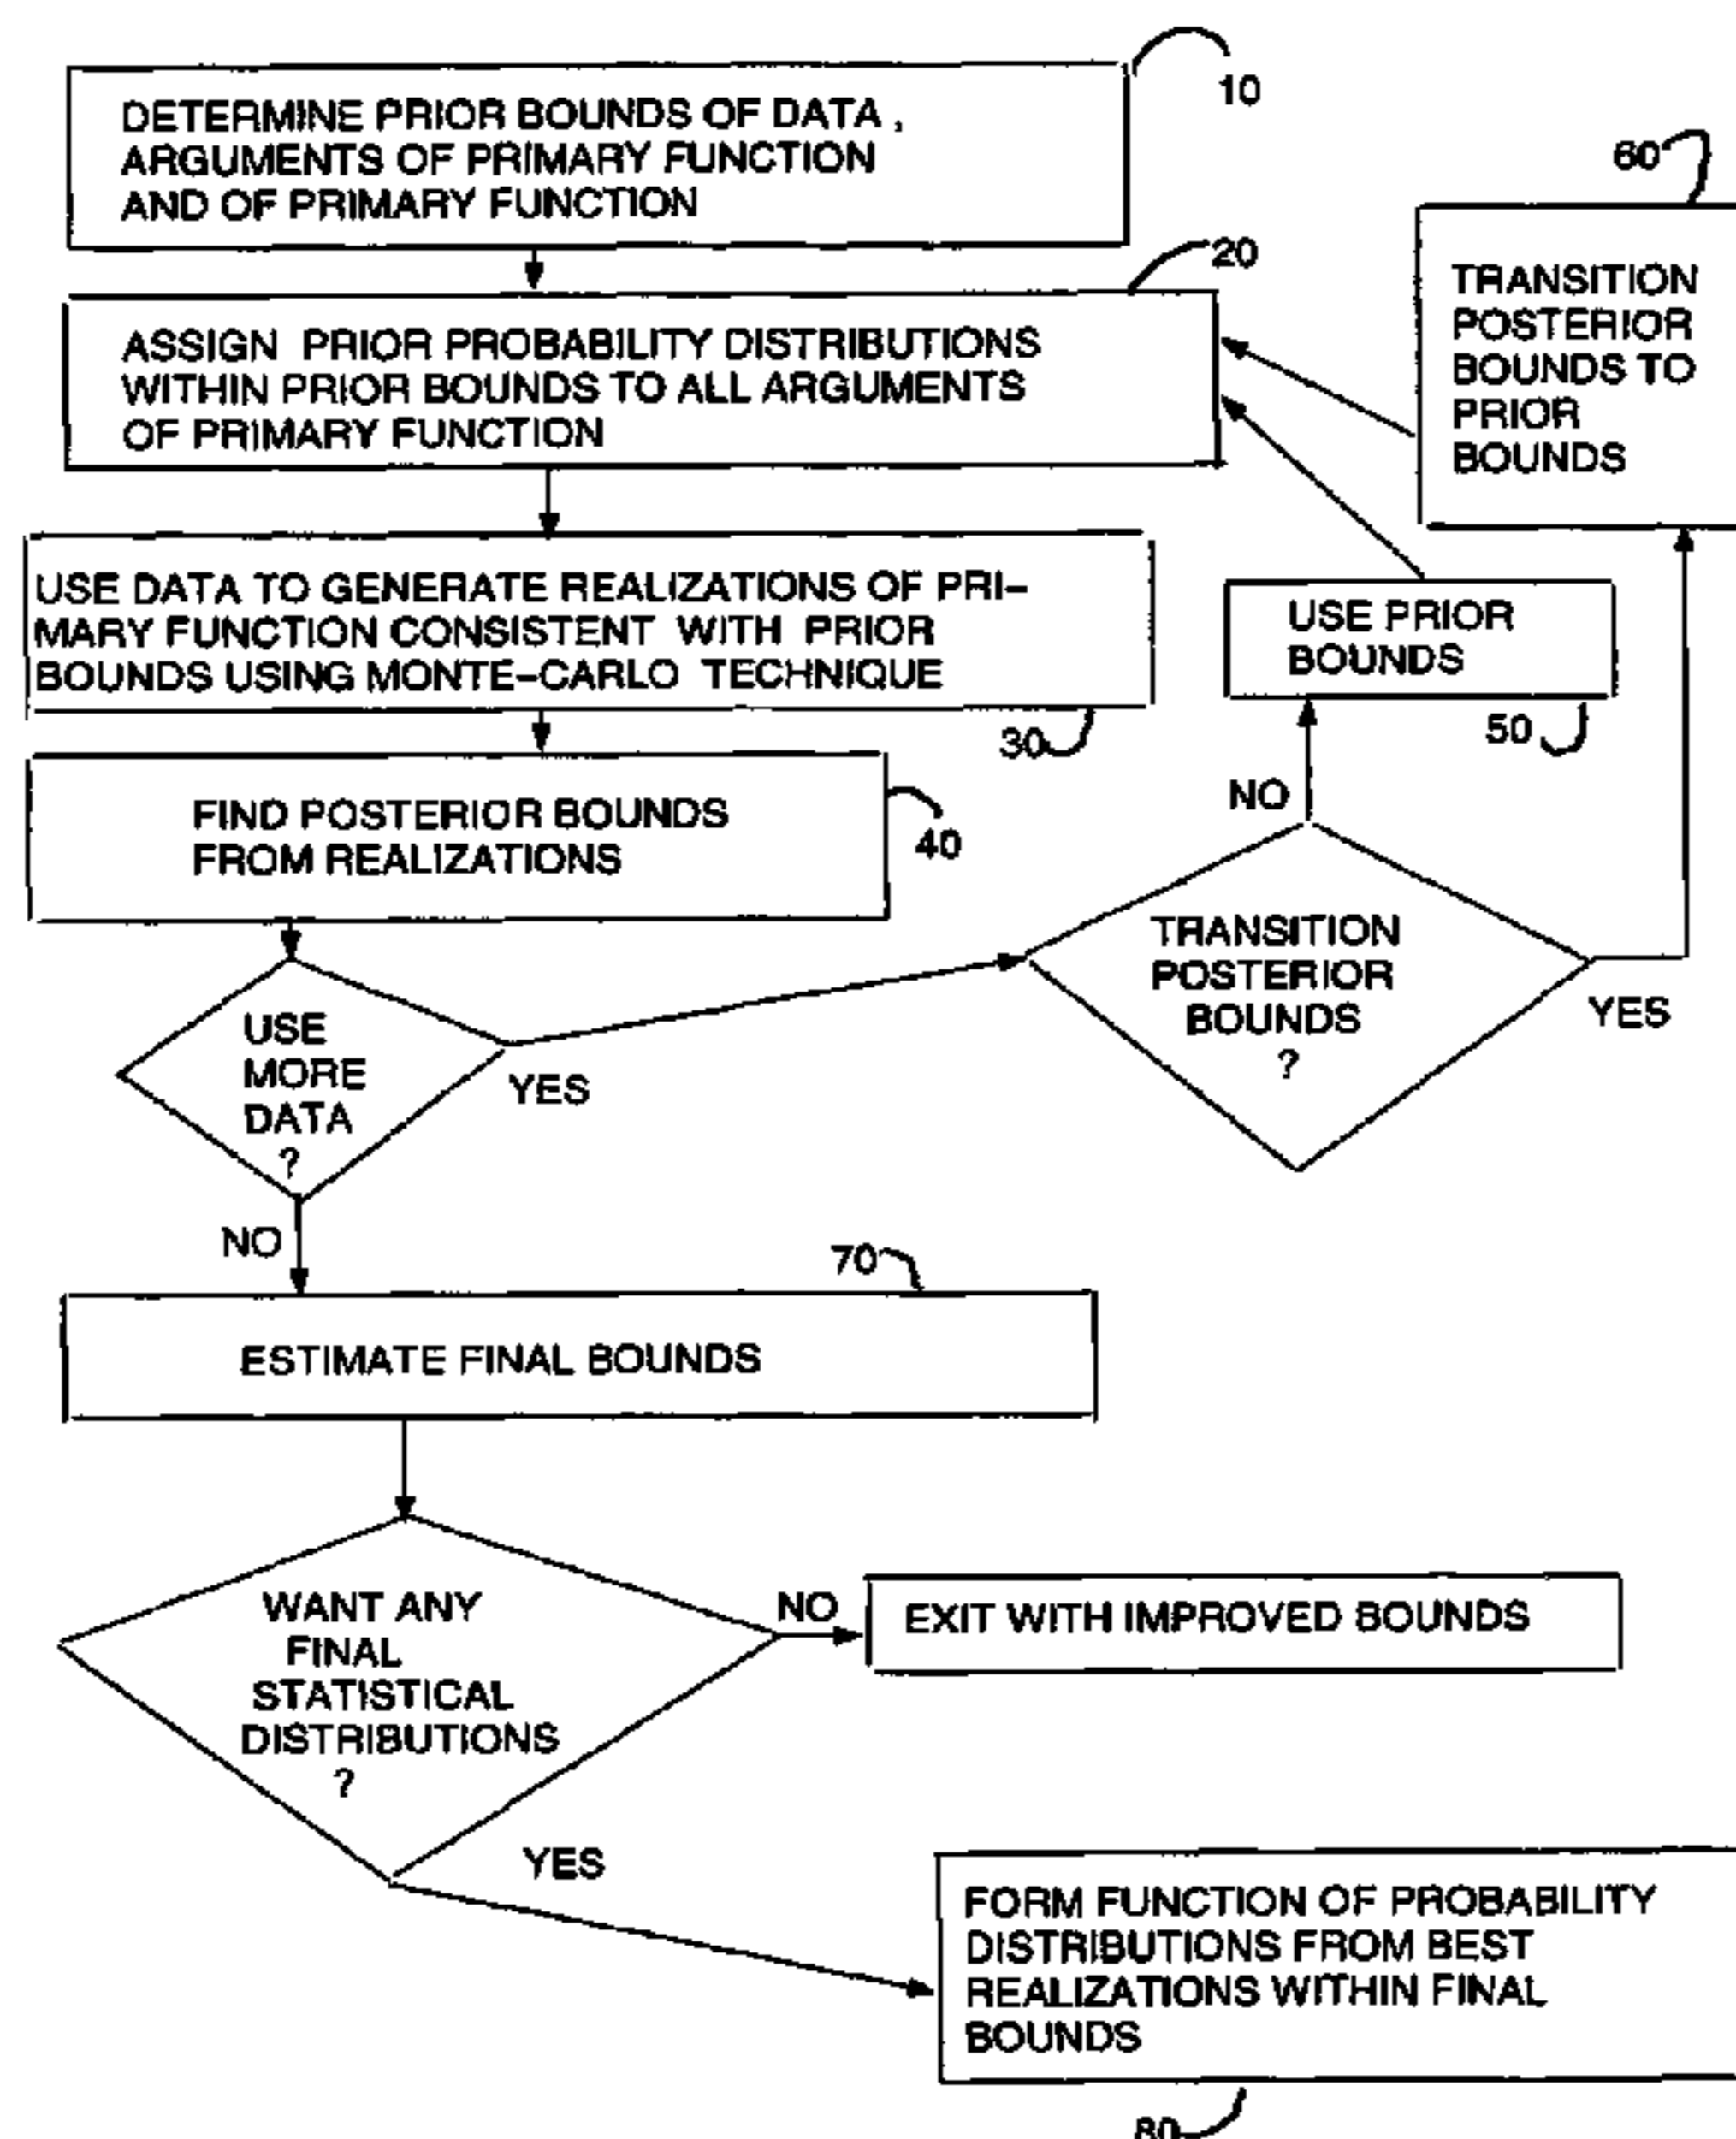 10
DETERMINE PRIOR BOUNDS OF DATA ,
ARGUMENTS OF PRIMARY FUNCTION
AND OF PRIMARY FUNCTION
20
ASSIGN PRIOR PROBABILITY DISTRIBUTIONS
WITHIN PRIOR BOUNDS TO ALL ARGUMENTS
OF PRIMARY FUNCTION
60
TRANSITION
POSTERIOR
BOUNDS TO
PRIOR
BOUNDS
USE DATA TO GENERATE REALIZATIONS OF PRI–
MARY FUNCTION CONSISTENT WITH PRIOR
BOUNDS USING MONTE–CARLO TECHNIQUE
30
USE PRIOR
BOUNDS
50
FIND POSTERIOR BOUNDS
FROM REALIZATIONS
40
NO
TRANSITION
POSTERIOR
BOUNDS
?
YES
USE
MORE
DATA
?
YES
NO
70
ESTIMATE FINAL BOUNDS
WANT ANY
FINAL
STATISTICAL
DISTRIBUTIONS
?
NO
EXIT WITH IMPROVED BOUNDS
YES
FORM FUNCTION OF PROBABILITY
DISTRIBUTIONS FROM BEST
REALIZATIONS WITHIN FINAL
BOUNDS
80